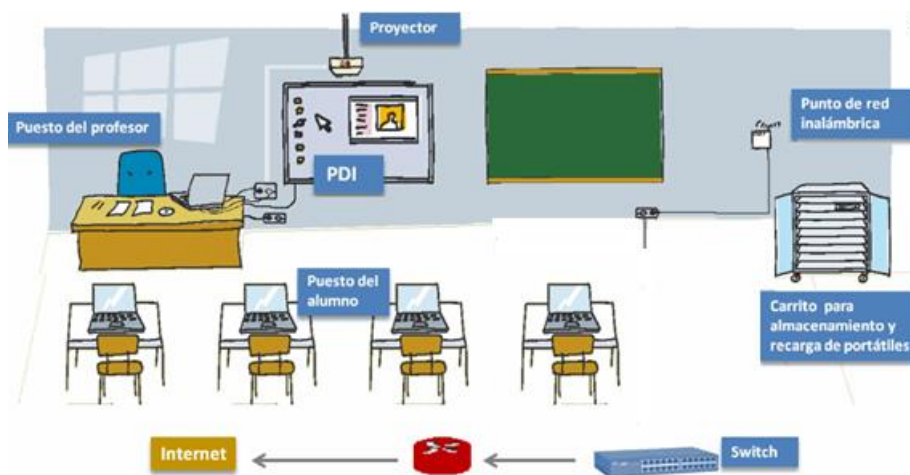 Proyector
Puesto del profesor
Punto de red
inalámbrica
PDI
Puesto del
alumno
Carrito para
almacenamiento y
recarga de portátiles
Internet
Switch